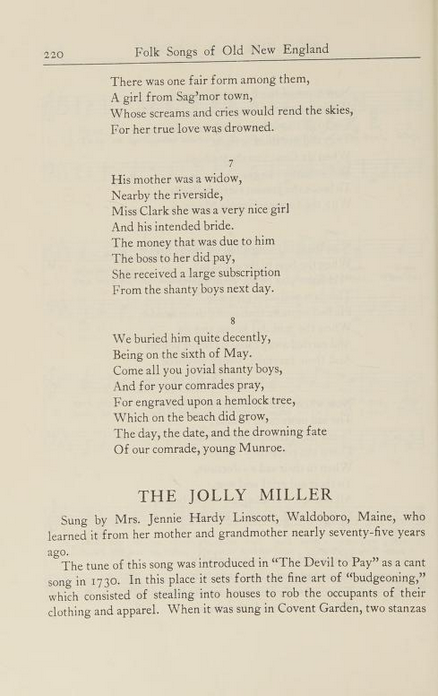 220 Folk Songs of Old New England
There was one fair form among them,
A girl from Sag'mor town,
Whose screams and cries would rend the skies,
For her true love was drowned.
7
His mother was a widow,
Nearby the riverside,
Miss Clark she was a very nice girl
And his intended bride.
The money that was due to him
The boss to her did pay,
She received a large subscription
From the shanty boys next day.
8
We buried him quite decently,
Being on the sixth of May.
Come all you jovial shanty boys,
And for your comrades pray,
For engraved upon a hemlock tree,
Which on the beach did grow,
The day, the date, and the drowning fate
Of our comrade, young Munroe.
THE JOLLY MILLER
Sung by Mrs. Jennie Hardy Linscott, Waldoboro, Maine, who
learned it from her mother and grandmother nearly seventy-five years
ago.
The tune of this song was introduced in "The Devil to Pay" as a cant
song in 1730. In this place it sets forth the fine art of "budgeoning,"
which consisted of stealing into houses to rob the occupants of their
clothing and apparel. When it was sung in Covent Garden, two stanzas